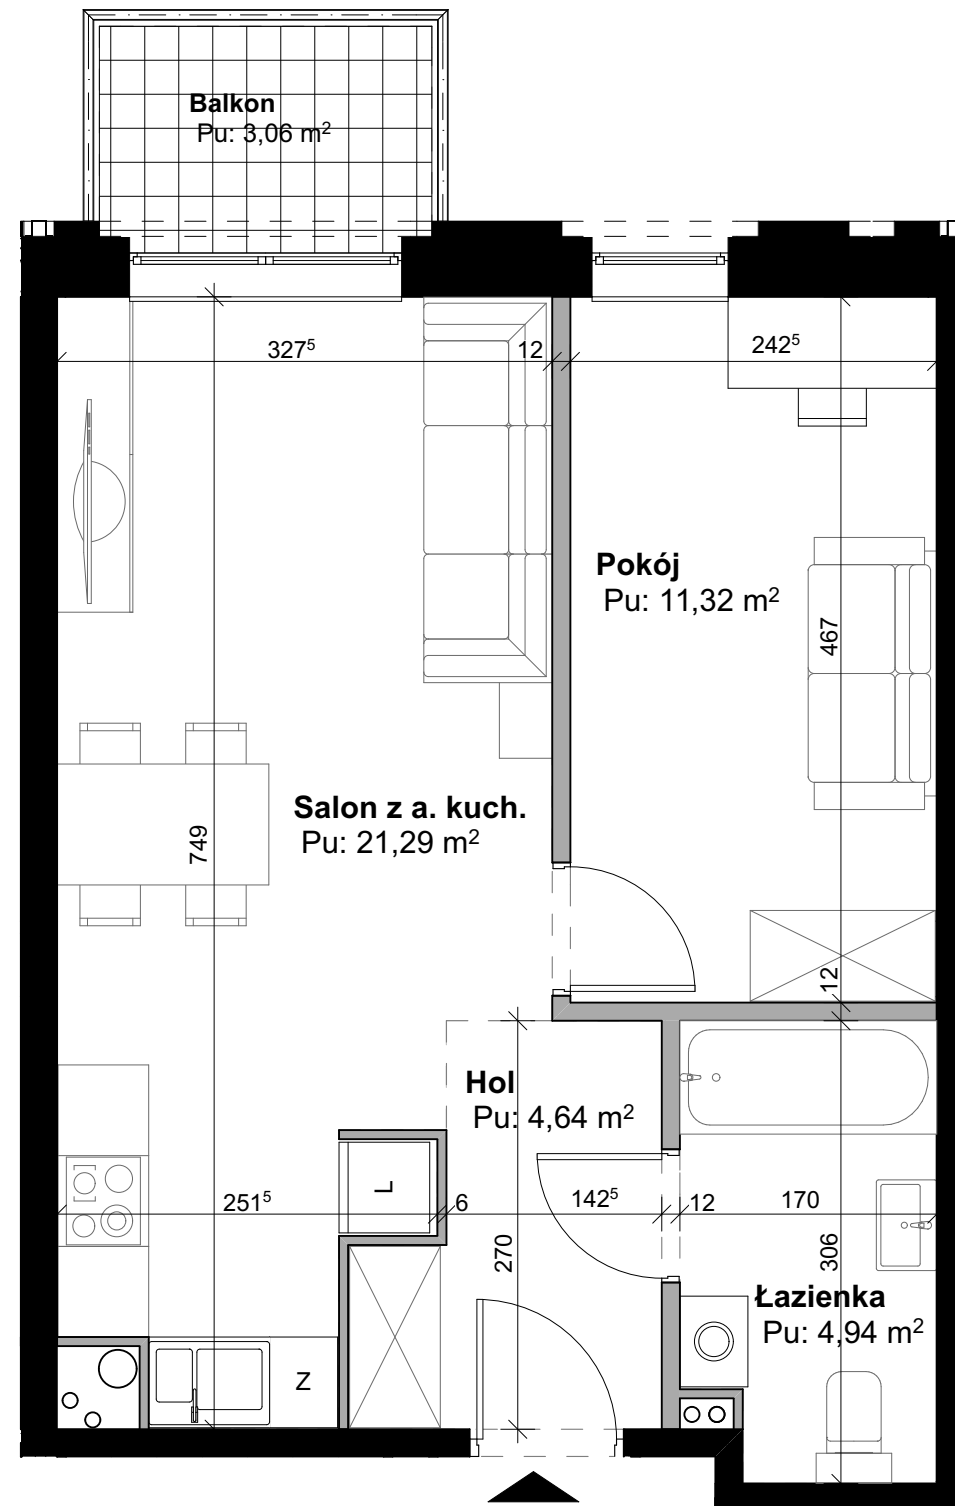 Balkon
Pu: 3,06 m²
327⁵
12
242⁵
Pokój
Pu: 11,32 m²
467
Salon z a. kuch.
Pu: 21,29 m²
749
12
Hol
Pu: 4,64 m²
L
251⁵
6
142⁵
12
170
270
306
Łazienka
Pu: 4,94 m²
Z